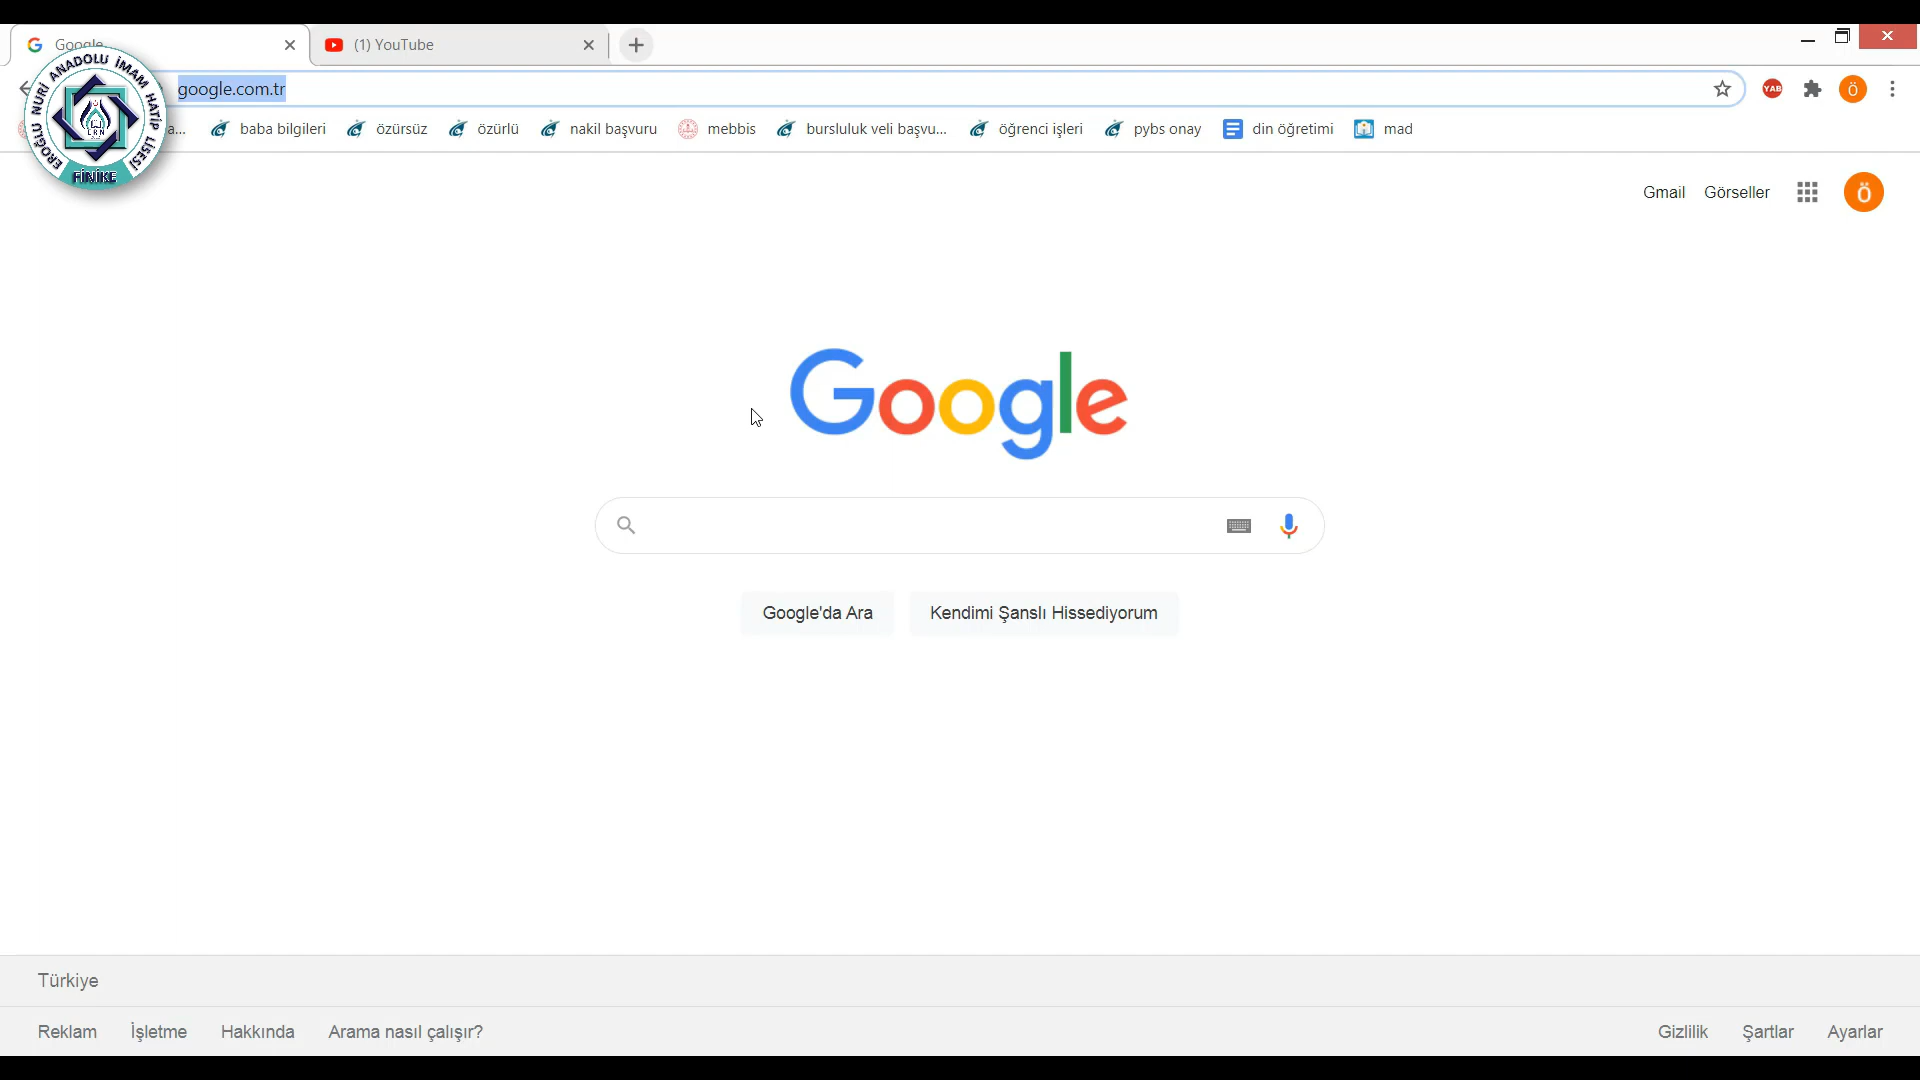 Google
(1) YouTube
google.com.tr
YAB
Ö
a...
baba bilgileri
özürsüz
özürlü
nakil başvuru
mebbis
bursluluk veli başvu...
öğrenci işleri
pybs onay
din öğretimi
mad
EROĞLU NURİ ANADOLU İMAM HATİP LİSESİ
FİNİKE
Gmail
Görseller
Ö
Google
Google'da Ara
Kendimi Şanslı Hissediyorum
Türkiye
Reklam
İşletme
Hakkında
Arama nasıl çalışır?
Gizlilik
Şartlar
Ayarlar